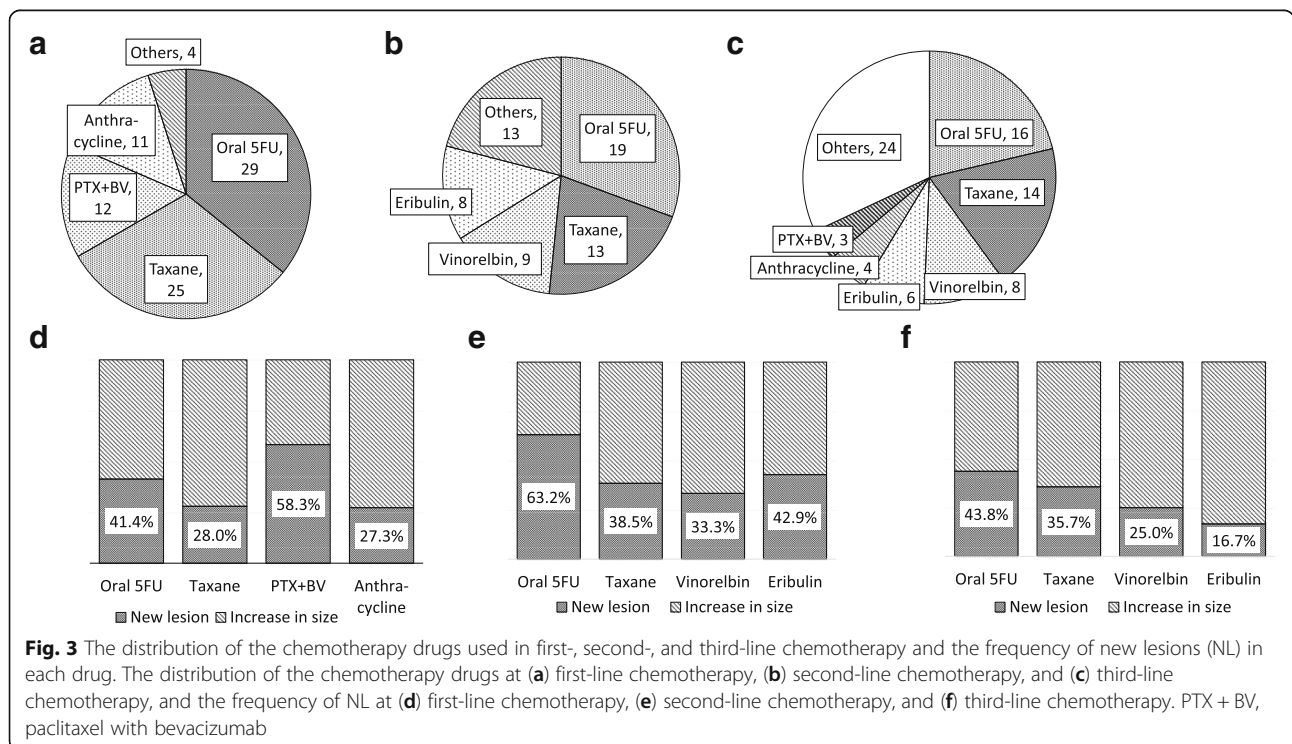 a
Others, 4
Anthra-
cycline, 11
Oral 5FU,
29
PTX+BV,
12
Taxane,
25
b
Others,
13
Oral 5FU,
19
Eribulin, 8
Vinorelbin, 9
Taxane,
13
c
Ohters, 24
Oral 5FU, 16
Taxane, 14
PTX+BV, 3
Anthracycline, 4
Eribulin, 6
Vinorelbin, 8
d
41.4%
28.0%
58.3%
27.3%
Oral 5FU Taxane PTX+BV Anthra-
cycline
New lesion Increase in size
e
63.2%
38.5%
33.3%
42.9%
Oral 5FU Taxane Vinorelbin Eribulin
New lesion Increase in size
f
43.8%
35.7%
25.0%
16.7%
Oral 5FU Taxane Vinorelbin Eribulin
New lesion Increase in size
Fig. 3 The distribution of the chemotherapy drugs used in first-, second-, and third-line chemotherapy and the frequency of new lesions (NL) in
each drug. The distribution of the chemotherapy drugs at (a) first-line chemotherapy, (b) second-line chemotherapy, and (c) third-line
chemotherapy, and the frequency of NL at (d) first-line chemotherapy, (e) second-line chemotherapy, and (f) third-line chemotherapy. PTX + BV,
paclitaxel with bevacizumab